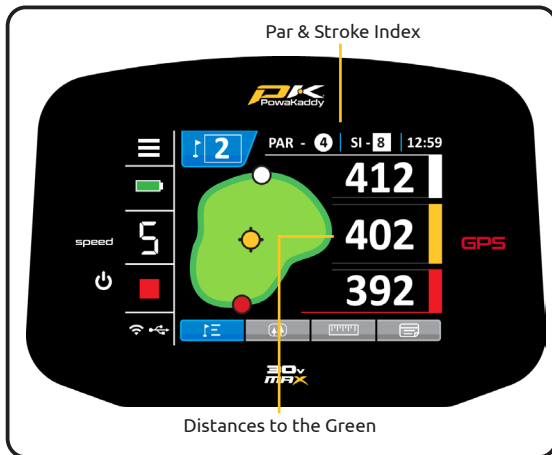 Par & Stroke Index
PK
PowaKaddy
2 PAR - 4 SI - 8 12:59
412
speed 5 402 GPS
392
30v
MAX
Distances to the Green